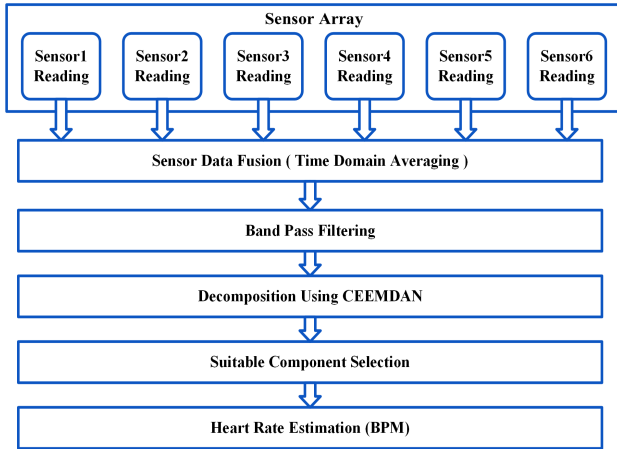 Sensor Array
Sensor1 Reading
Sensor2 Reading
Sensor3 Reading
Sensor4 Reading
Sensor5 Reading
Sensor6 Reading
Sensor Data Fusion ( Time Domain Averaging )
Band Pass Filtering
Decomposition Using CEEMDAN
Suitable Component Selection
Heart Rate Estimation (BPM)